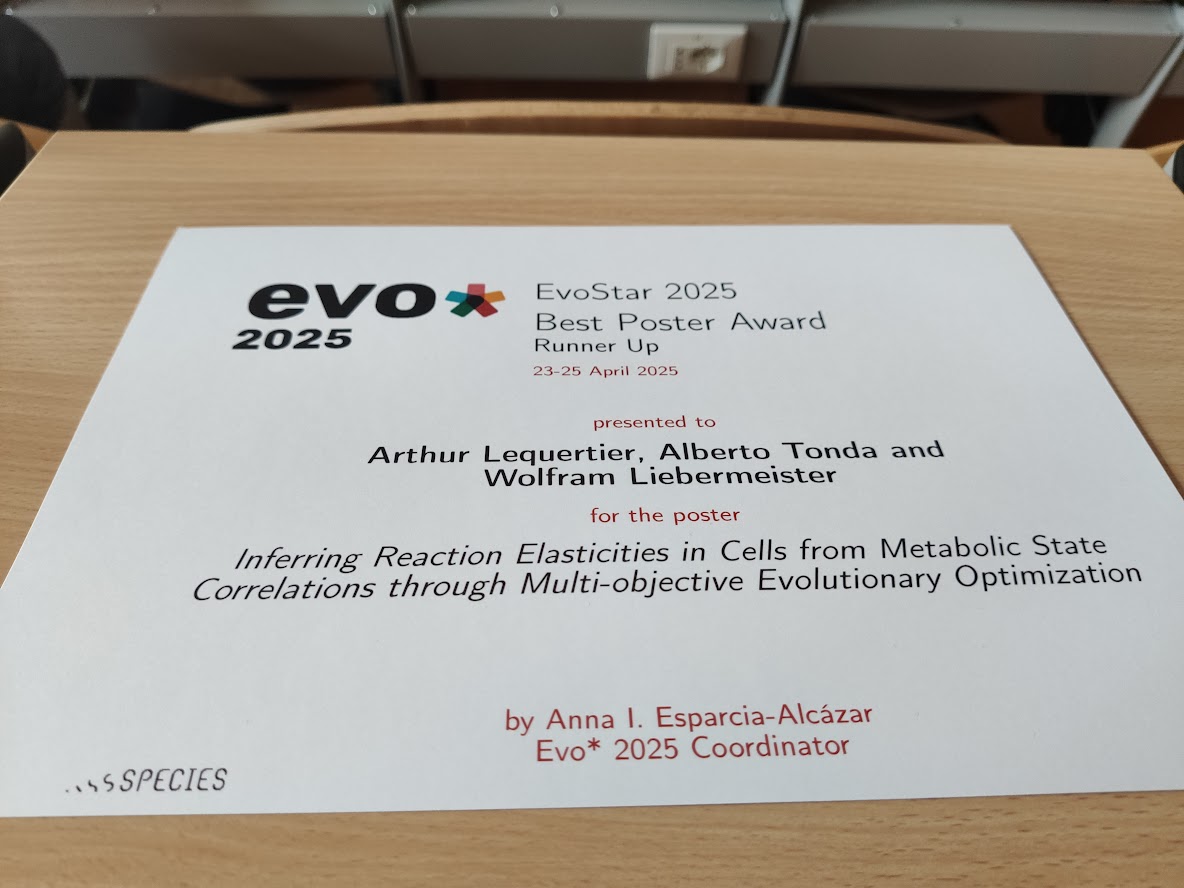 evo*
2025
EvoStar 2025
Best Poster Award
Runner Up
23-25 April 2025
presented to
Arthur Lequertier, Alberto Tonda and
Wolfram Liebermeister
for the poster
Inferring Reaction Elasticities in Cells from Metabolic State
Correlations through Multi-objective Evolutionary Optimization
by Anna I. Esparcia-Alcázar
Evo* 2025 Coordinator
SPECIES